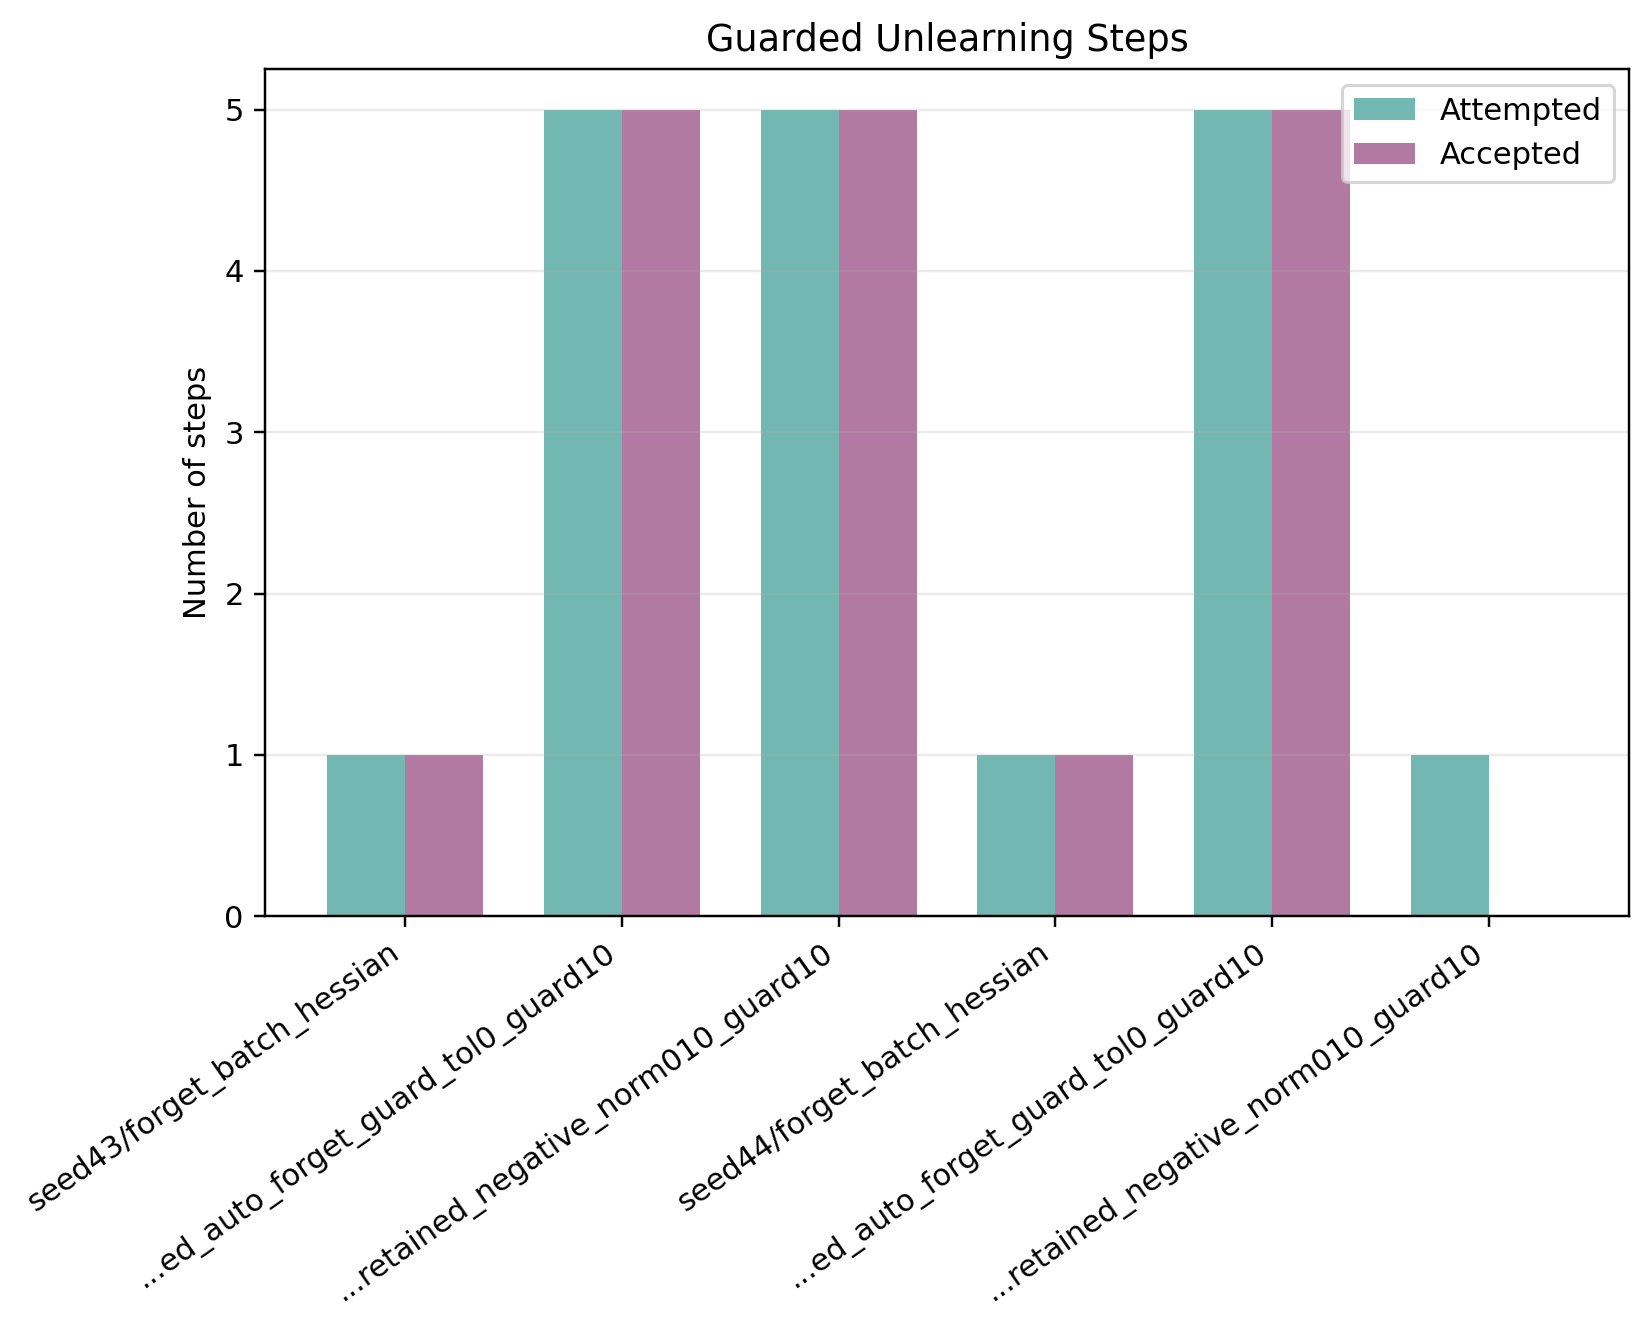 Guarded Unlearning Steps
Attempted
Accepted
Number of steps
5
4
3
2
1
0
seed43/forget_batch_hessian
...ed_auto_forget_guard_tol0_guard10
...retained_negative_norm010_guard10
seed44/forget_batch_hessian
...ed_auto_forget_guard_tol0_guard10
...retained_negative_norm010_guard10